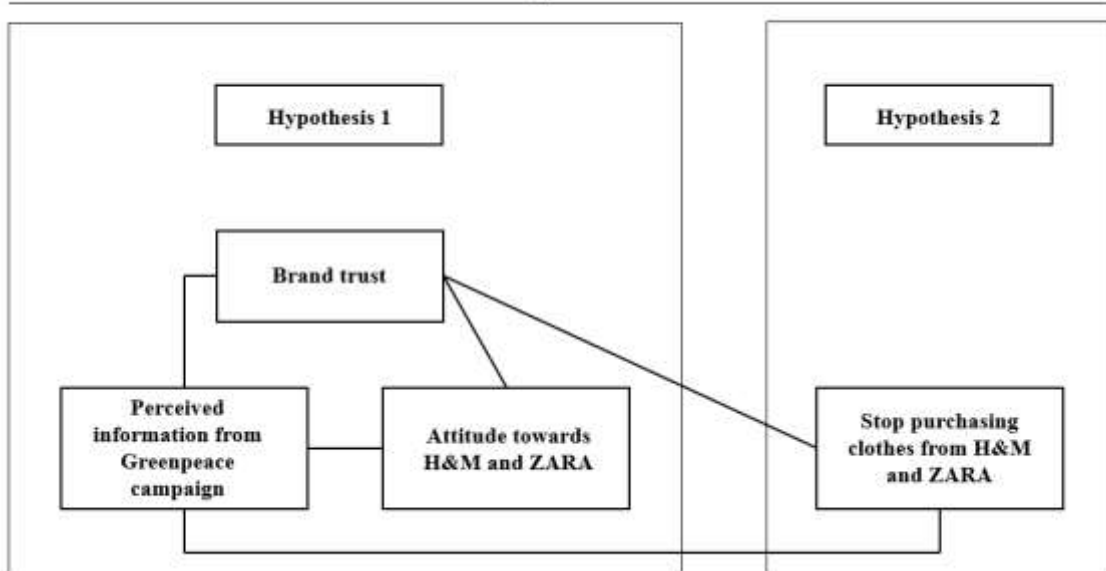 Hypothesis 1
Hypothesis 2
Brand trust
Perceived
information from
Greenpeace
campaign
Attitude towards
H&M and ZARA
Stop purchasing
clothes from H&M
and ZARA